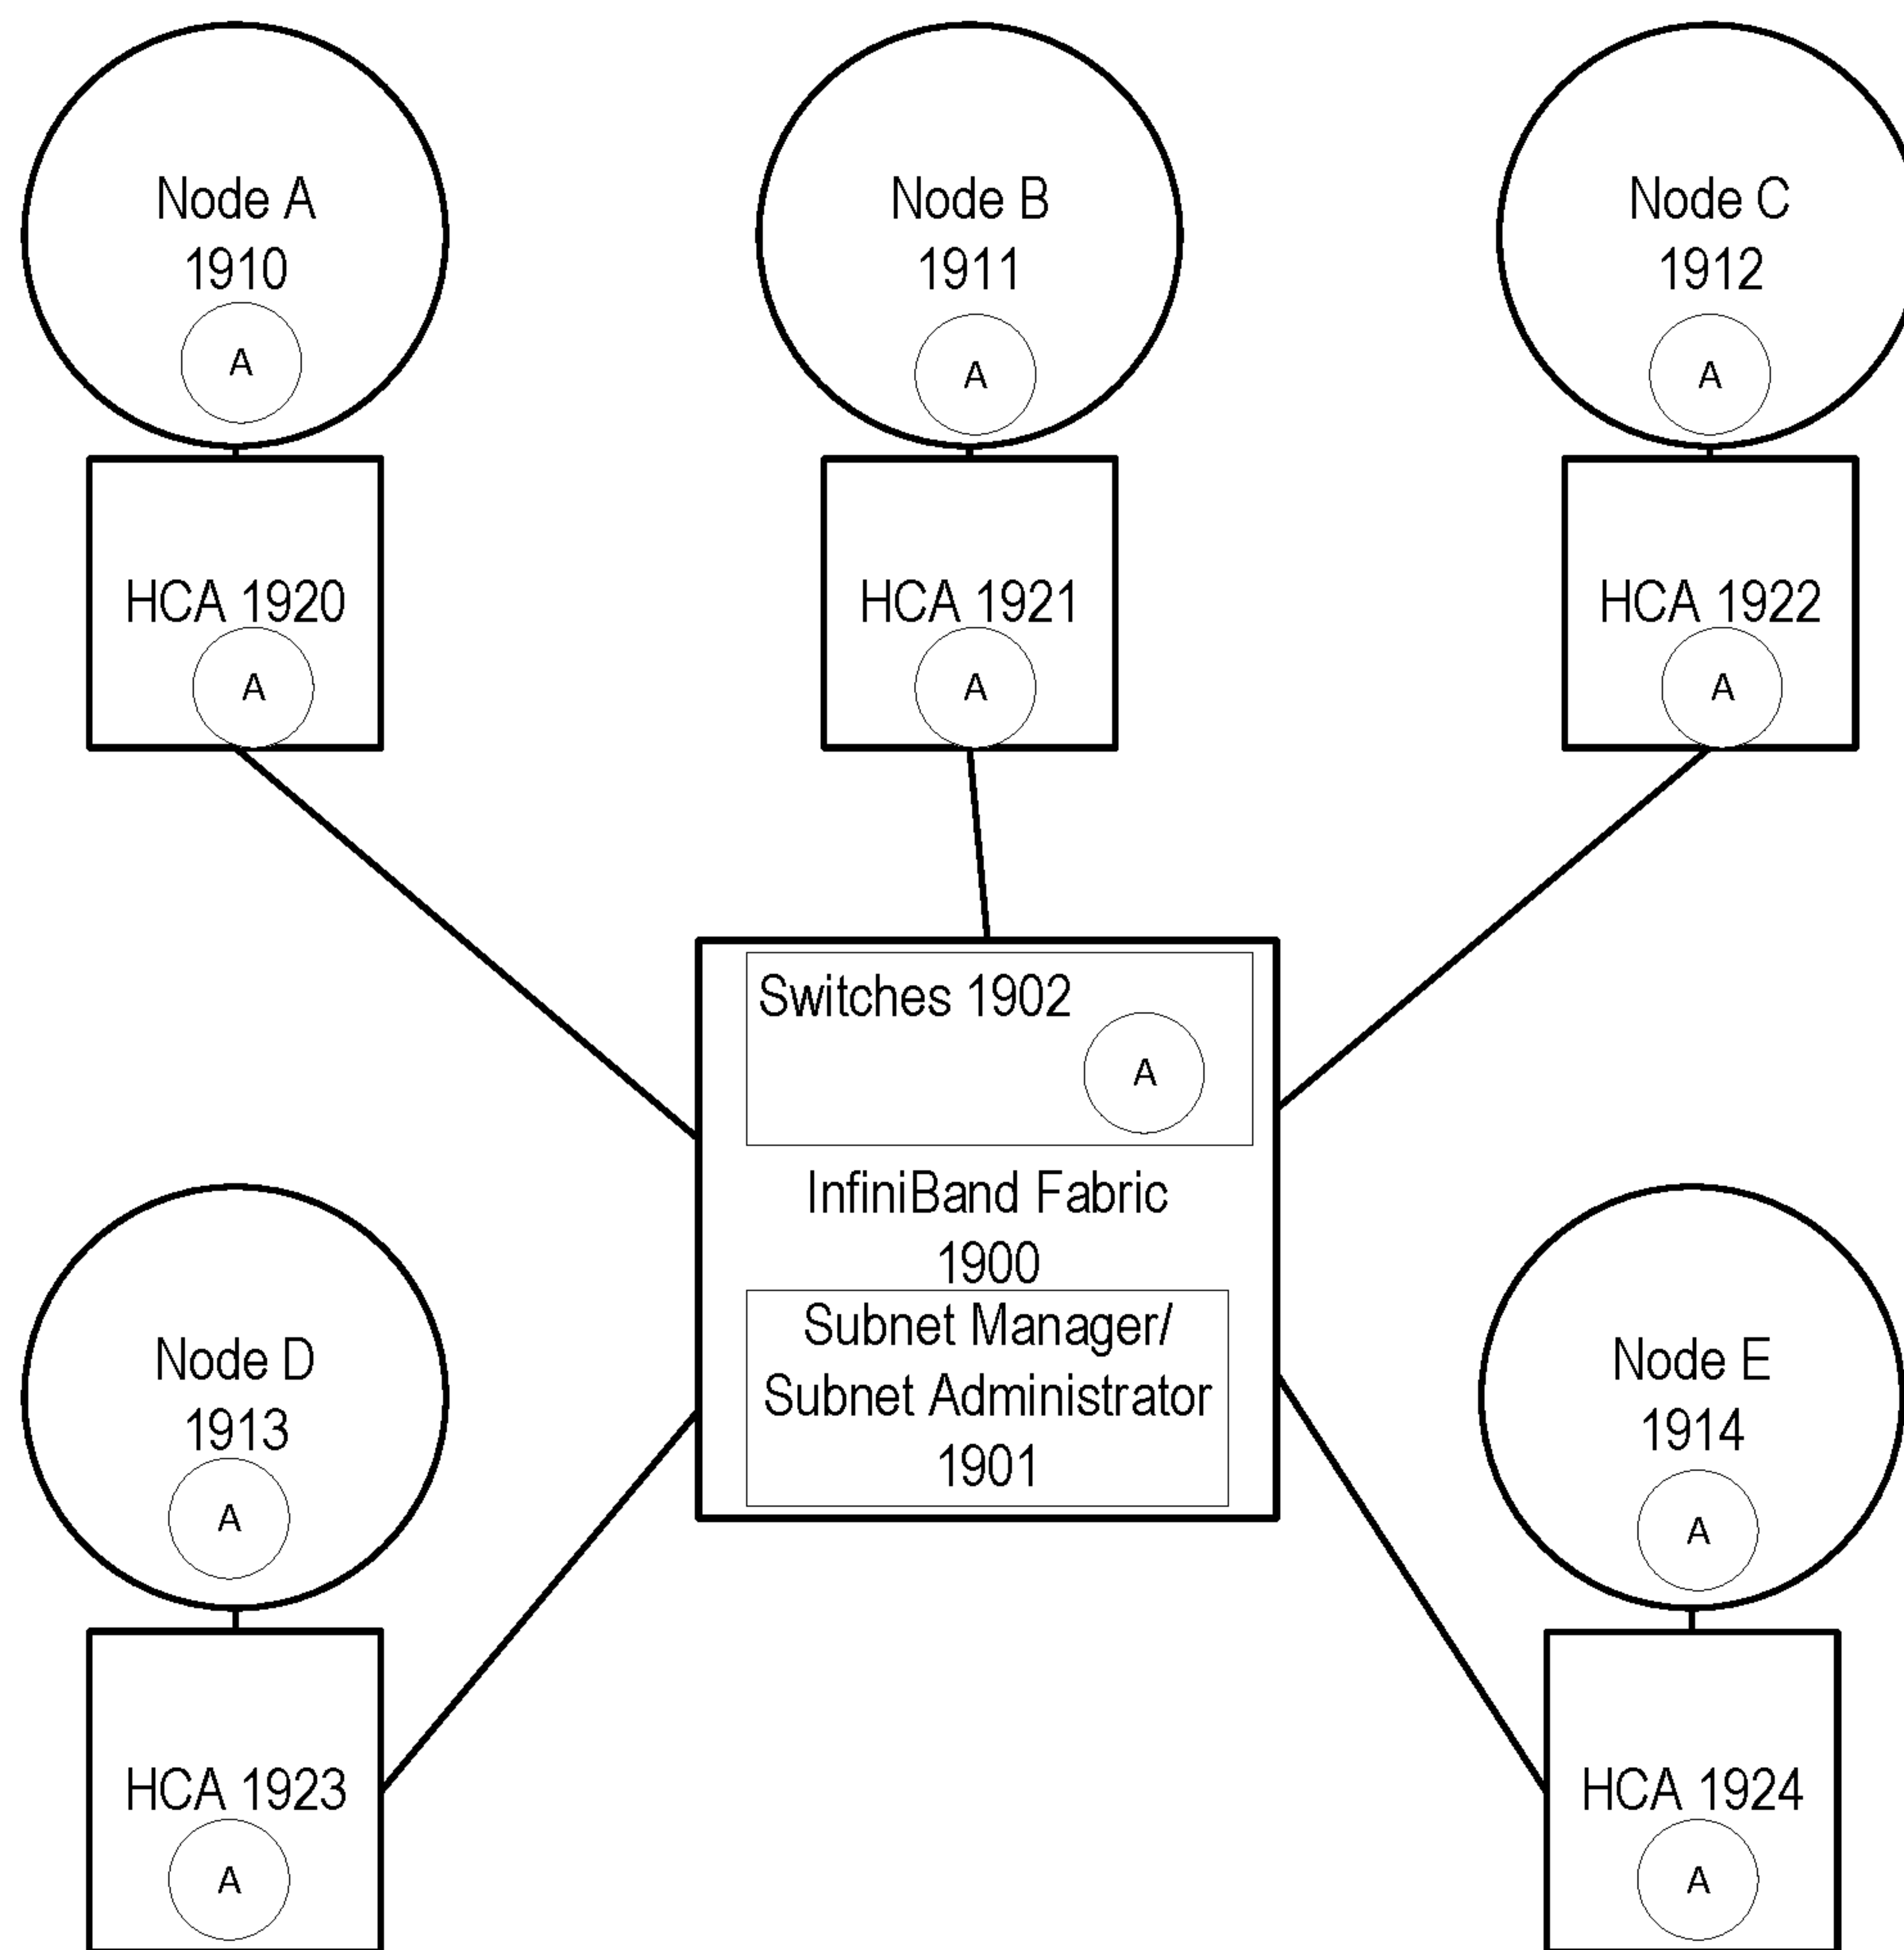 Node A
1910
A
Node B
1911
A
Node C
1912
A
HCA 1920
A
HCA 1921
A
HCA 1922
A
Switches 1902
A
InfiniBand Fabric
1900
Subnet Manager/
Subnet Administrator
1901
Node D
1913
A
Node E
1914
A
HCA 1923
A
HCA 1924
A